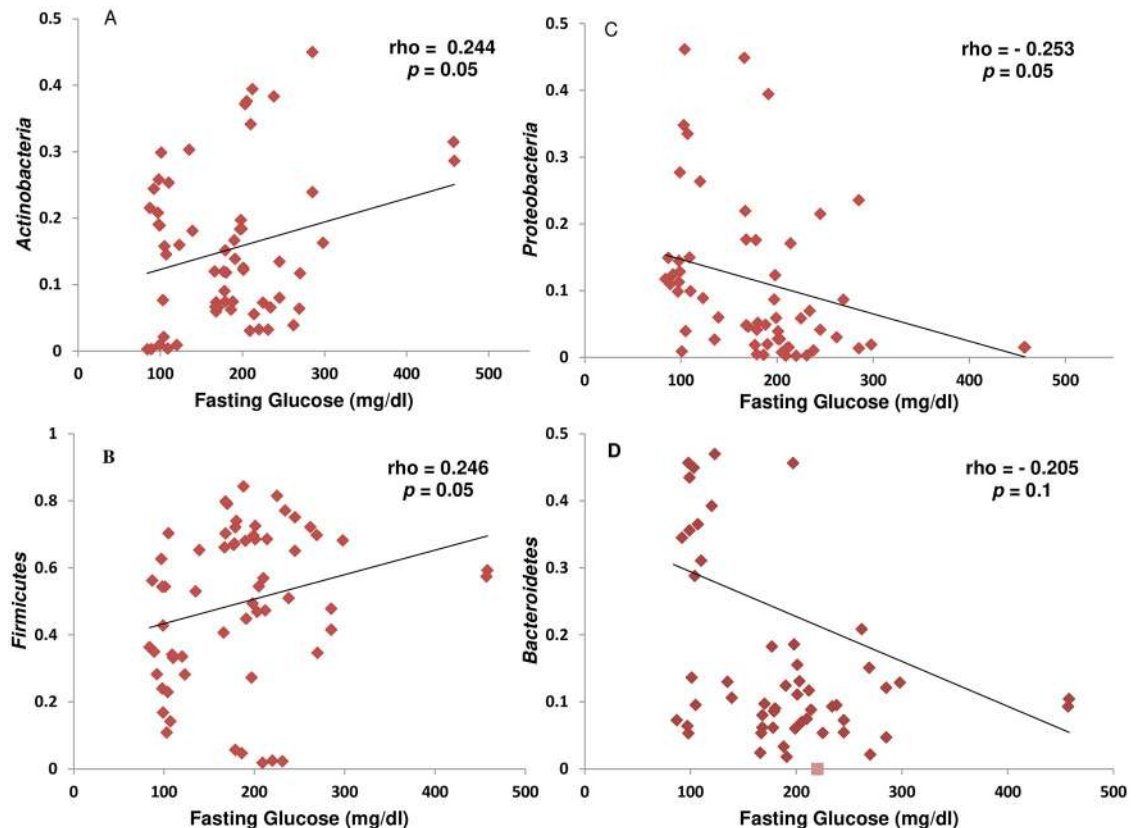 A
rho = 0.244
p = 0.05
0.5
0.4
0.3
0.2
0.1
0
Actinobacteria
0
100
200
300
400
500
Fasting Glucose (mg/dl)
C
rho = - 0.253
p = 0.05
0.5
0.4
0.3
0.2
0.1
0
Proteobacteria
0
100
200
300
400
500
Fasting Glucose (mg/dl)
B
rho = 0.246
p = 0.05
1
0.8
0.6
0.4
0.2
0
Firmicutes
0
100
200
300
400
500
Fasting Glucose (mg/dl)
D
rho = - 0.205
p = 0.1
0.5
0.4
0.3
0.2
0.1
0
Bacteroidetes
0
100
200
300
400
500
Fasting Glucose (mg/dl)